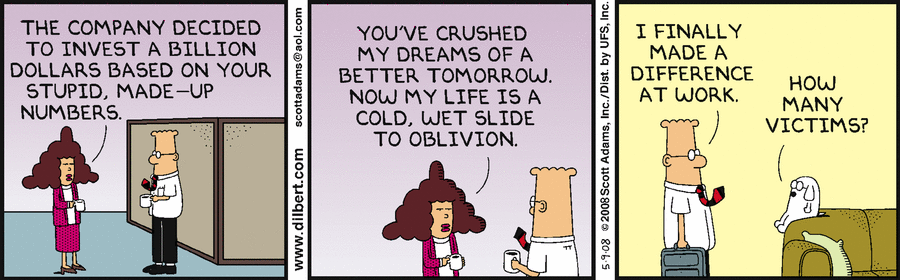 THE COMPANY DECIDED
TO INVEST A BILLION
DOLLARS BASED ON YOUR
STUPID, MADE-UP
NUMBERS.
www.dilbert.com scottadams@aol.com
YOU'VE CRUSHED
MY DREAMS OF A
BETTER TOMORROW.
NOW MY LIFE IS A
COLD, WET SLIDE
TO OBLIVION.
5-9-08 ©2008 Scott Adams, Inc./Dist. by UFS, Inc.
I FINALLY
MADE A
DIFFERENCE
AT WORK.
HOW
MANY
VICTIMS?